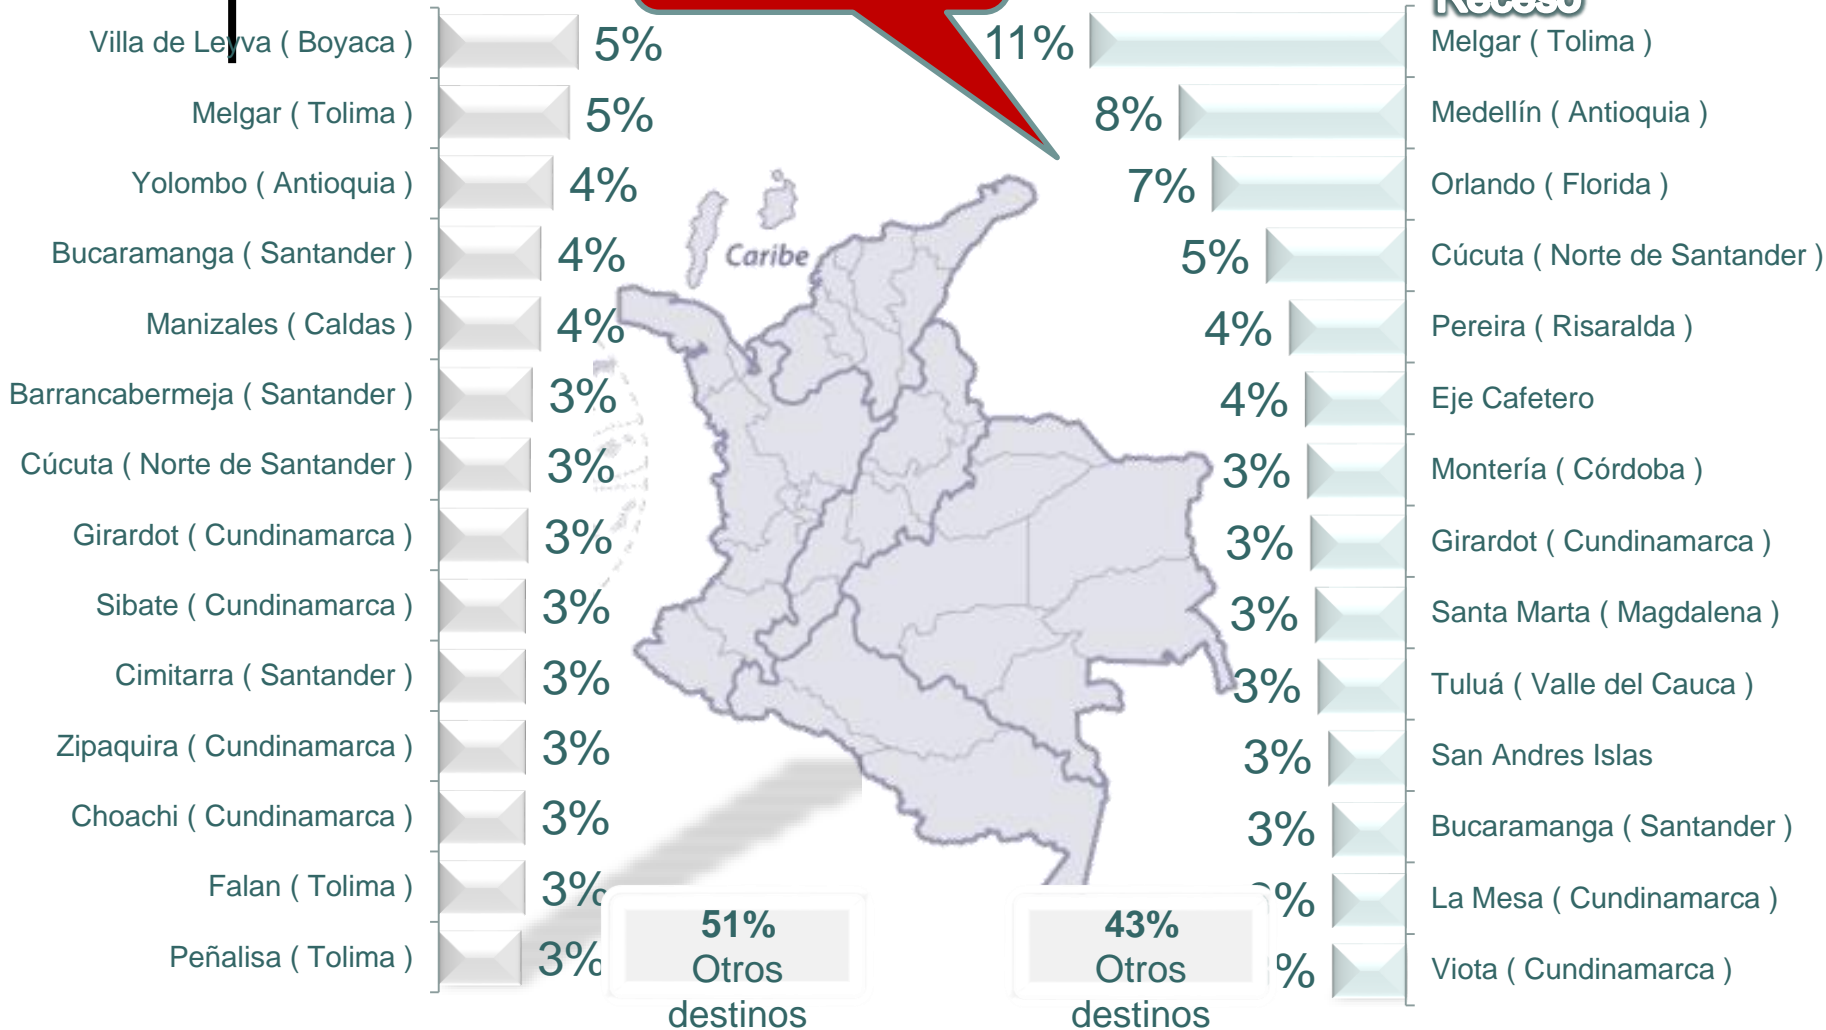 Receso
Villa de Leyva ( Boyaca ) 5%
Melgar ( Tolima ) 5%
Yolombo ( Antioquia ) 4%
Bucaramanga ( Santander ) 4%
Manizales ( Caldas ) 4%
Barrancabermeja ( Santander ) 3%
Cúcuta ( Norte de Santander ) 3%
Girardot ( Cundinamarca ) 3%
Sibate ( Cundinamarca ) 3%
Cimitarra ( Santander ) 3%
Zipaquira ( Cundinamarca ) 3%
Choachi ( Cundinamarca ) 3%
Falan ( Tolima ) 3%
Peñalisa ( Tolima ) 3%
Caribe
51%
Otros
destinos
11% Melgar ( Tolima )
8% Medellín ( Antioquia )
7% Orlando ( Florida )
5% Cúcuta ( Norte de Santander )
4% Pereira ( Risaralda )
4% Eje Cafetero
3% Montería ( Córdoba )
3% Girardot ( Cundinamarca )
3% Santa Marta ( Magdalena )
3% Tuluá ( Valle del Cauca )
3% San Andres Islas
3% Bucaramanga ( Santander )
% La Mesa ( Cundinamarca )
% Viota ( Cundinamarca )
43%
Otros
destinos